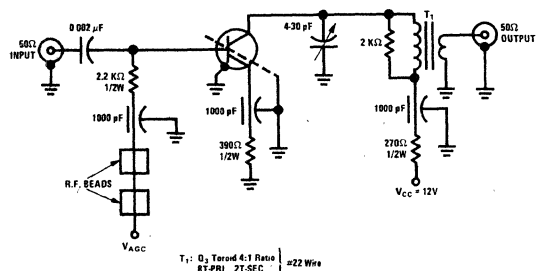 50Ω
INPUT
0.002 µF
2.2 KΩ
1/2W
1000 pF
R.F. BEADS
VAGC
1000 pF
390Ω
1/2W
4-30 pF
2 KΩ
T1
50Ω
OUTPUT
1000 pF
270Ω
1/2W
VCC = 12V
T1: Q3 Toroid 4:1 Ratio
8T-PRI 2T-SEC
#22 Wire